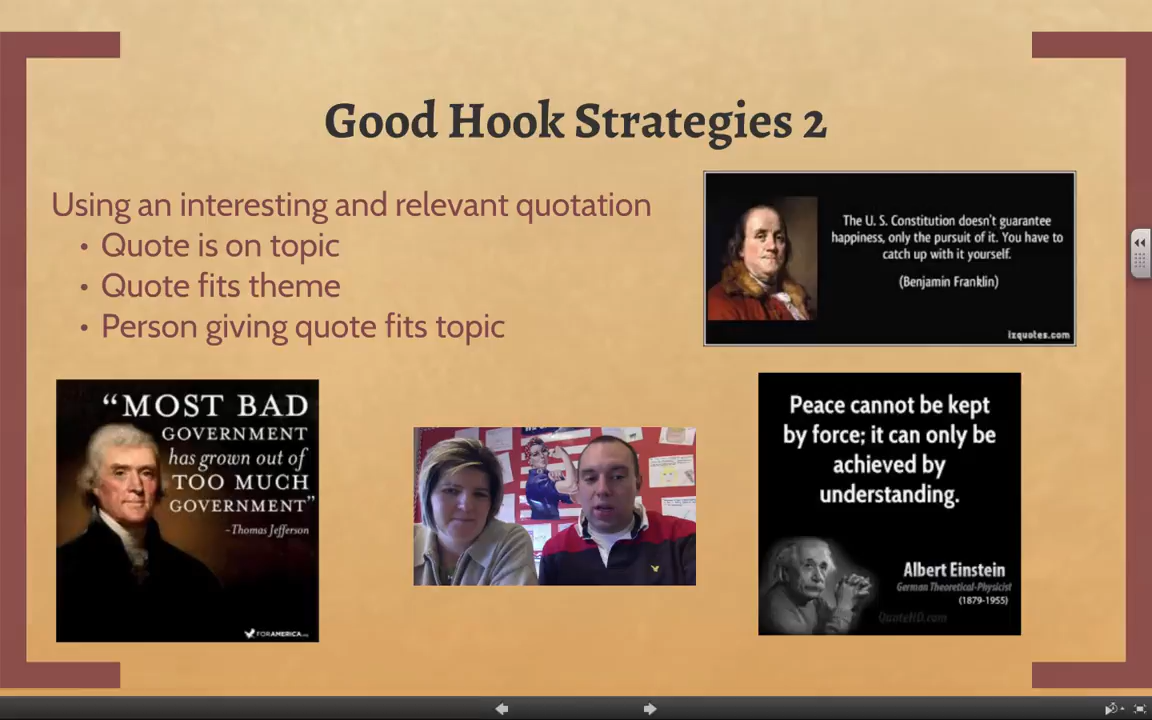 Good Hook Strategies 2
Using an interesting and relevant quotation
• Quote is on topic
• Quote fits theme
• Person giving quote fits topic
The U. S. Constitution doesn't guarantee
happiness, only the pursuit of it. You have to
catch up with it yourself.
(Benjamin Franklin)
izquotes.com
“MOST BAD
GOVERNMENT
has grown out of
TOO MUCH
GOVERNMENT”
-Thomas Jefferson
FORAMERICA
Peace cannot be kept
by force; it can only be
achieved by
understanding.
Albert Einstein
German Theoretical-Physicist
(1879-1955)
QuoteHD.com